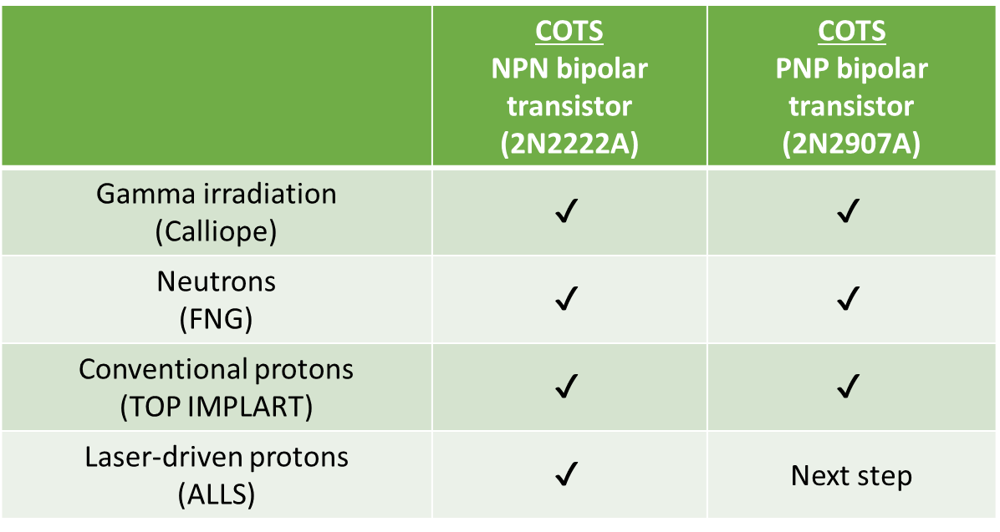 COTS
NPN bipolar
transistor
(2N2222A)
COTS
PNP bipolar
transistor
(2N2907A)
Gamma irradiation
(Calliope)
✓
✓
Neutrons
(FNG)
✓
✓
Conventional protons
(TOP IMPLART)
✓
✓
Laser-driven protons
(ALLS)
✓
Next step